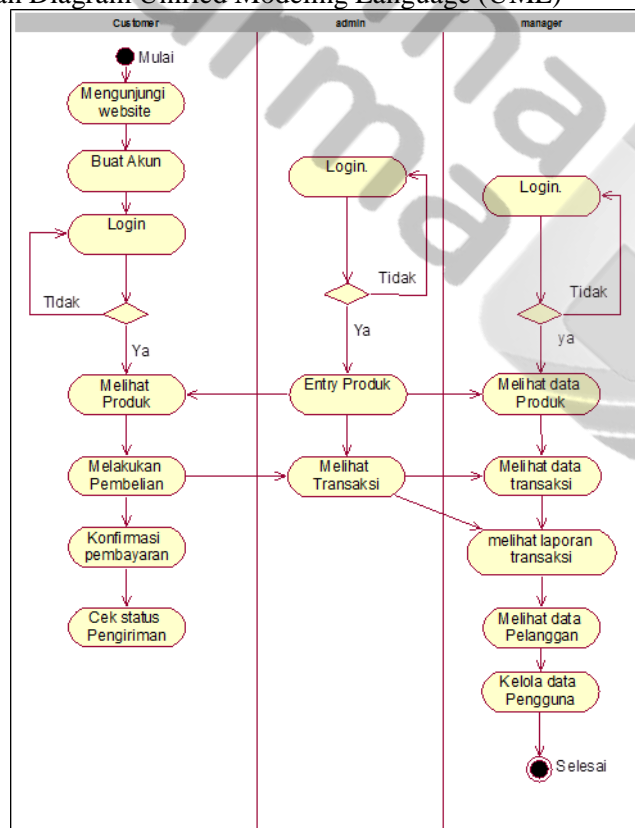 an Diagram Unified Modeling Language (UML)
Customer
admin
manager
Mulai
Mengunjungi
website
Buat Akun
Login
TIdak
Ya
Melihat
Produk
Melakukan
Pembelian
Konfirmasi
pembayaran
Cek status
Pengiriman
Login.
Tidak
Ya
Entry Produk
Melihat
Transaksi
Login.
Tidak
ya
Melihat data
Produk
Melihat data
transaksi
melihat laporan
transaksi
Melihat data
Pelanggan
Kelola data
Pengguna
Selesai